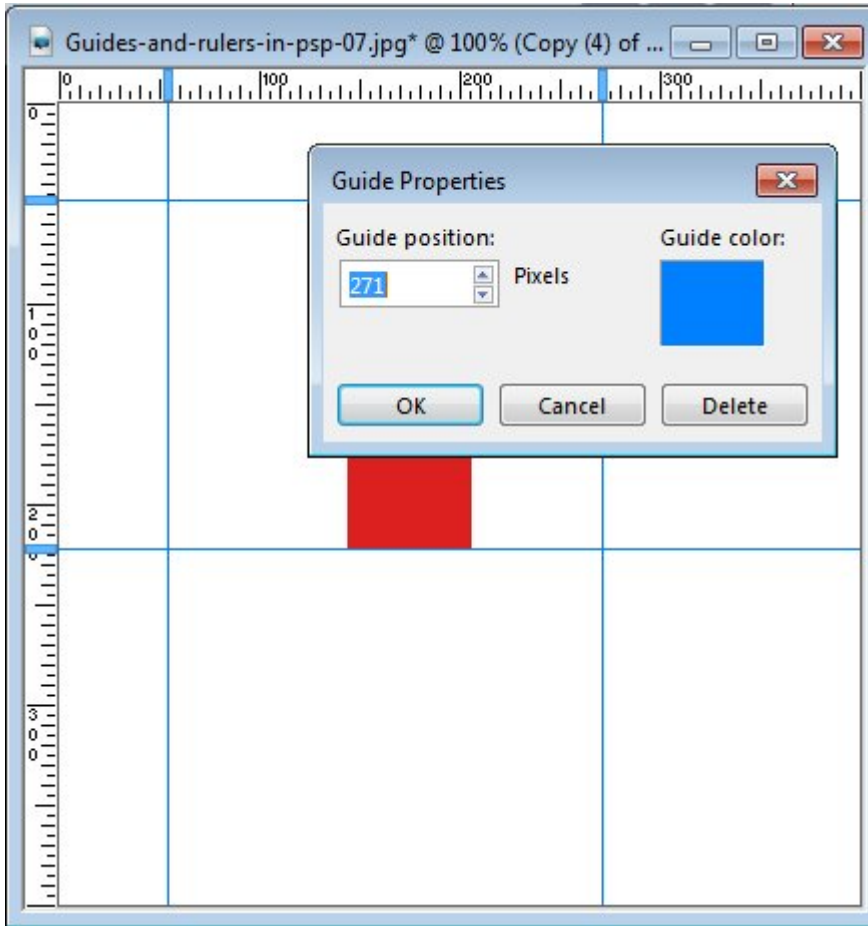 Guides-and-rulers-in-psp-07.jpg* @ 100% (Copy (4) of ...
0 100 200 300
0
Guide Properties
Guide position: Guide color:
271 Pixels
100
OK Cancel Delete
200
300